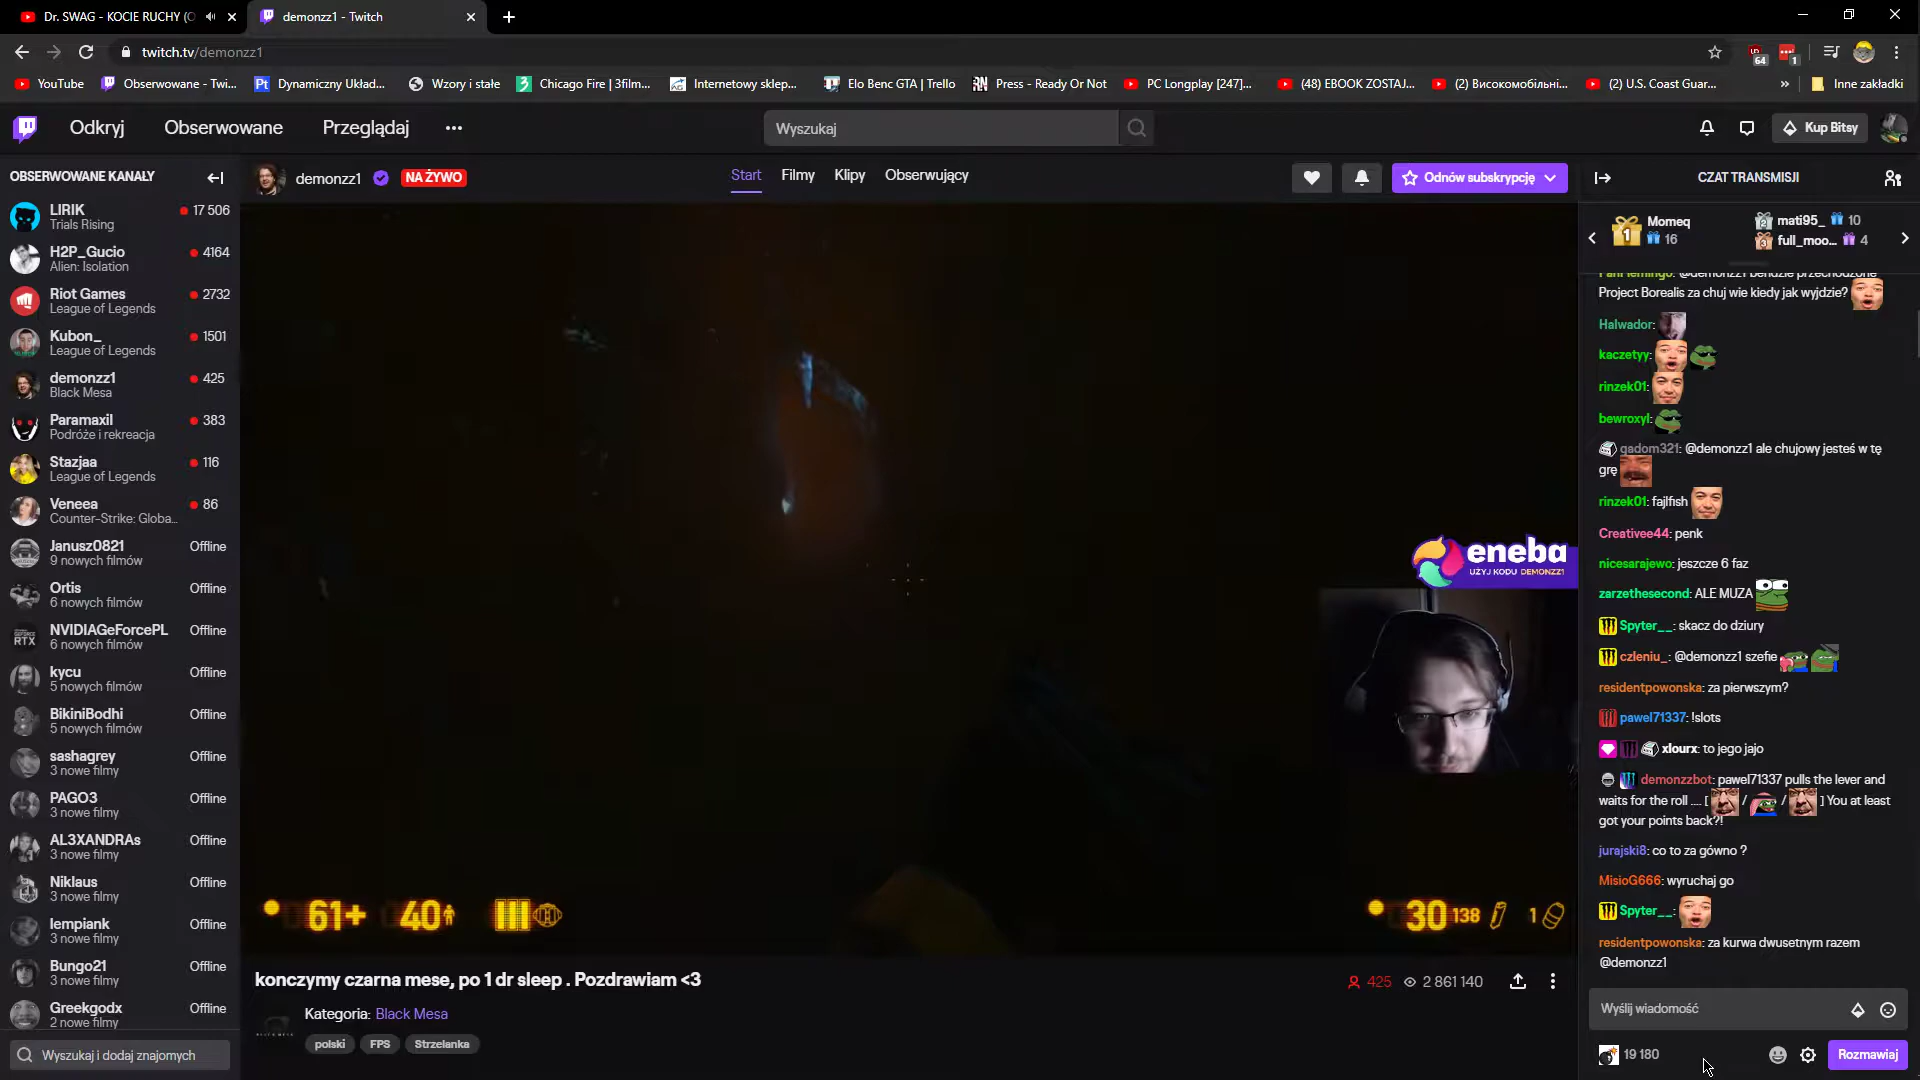 Dr. SWAG - KOCIE RUCHY (O
demonzz1 - Twitch
twitch.tv/demonzz1
64
1
YouTube
Obserwowane - Twi...
Dynamiczny Układ...
Wzory i stałe
Chicago Fire | 3film...
Internetowy sklep...
Elo Benc GTA | Trello
Press - Ready Or Not
PC Longplay [247]...
(48) EBOOK ZOSTAJ...
(2) Високомобільні...
(2) U.S. Coast Guar...
»
Inne zakładki
Odkryj
Obserwowane
Przeglądaj
Wyszukaj
Kup Bitsy
OBSERWOWANE KANAŁY
LIRIK
17 506
Trials Rising
H2P_Gucio
4164
Alien: Isolation
Riot Games
2732
League of Legends
Kubon_
1501
League of Legends
demonzz1
425
Black Mesa
Paramaxil
383
Podróże i rekreacja
Stazjaa
116
League of Legends
Veneea
86
Counter-Strike: Globa...
Janusz0821
Offline
9 nowych filmów
Ortis
Offline
6 nowych filmów
NVIDIAGeForcePL
Offline
6 nowych filmów
kycu
Offline
5 nowych filmów
BikiniBodhi
Offline
5 nowych filmów
sashagrey
Offline
3 nowe filmy
PAGO3
Offline
3 nowe filmy
AL3XANDRAs
Offline
3 nowe filmy
Niklaus
Offline
3 nowe filmy
lempiank
Offline
3 nowe filmy
Bungo21
Offline
3 nowe filmy
Greekgodx
Offline
2 nowe filmy
Wyszukaj i dodaj znajomych
demonzz1
NA ŻYWO
Start
Filmy
Klipy
Obserwujący
Odnów subskrypcję
eneba
UŻYJ KODU DEMONZZ1
61+
40
30 138
1
konczymy czarna mese, po 1 dr sleep . Pozdrawiam <3
425
2 861 140
Kategoria: Black Mesa
polski
FPS
Strzelanka
CZAT TRANSMISJI
1
Momeq
16
mati95_ 10
full_moo... 4
@demonzz1 bendzie przechodzone
Project Borealis za chuj wie kiedy jak wyjdzie?
Halwador:
kaczetyy:
rinzek01:
bewroxyl:
gadom321: @demonzz1 ale chujowy jesteś w tę
grę
rinzek01: fajlfish
Creativee44: penk
nicesarajewo: jeszcze 6 faz
zarzethesecond: ALE MUZA
Spyter__: skacz do dziury
czleniu_: @demonzz1 szefie
residentpowonska: za pierwszym?
pawel71337: !slots
xlourx: to jego jajo
demonzzbot: pawel71337 pulls the lever and
waits for the roll .... [ / / ] You at least
got your points back?!
jurajski8: co to za gówno ?
MisioG666: wyruchaj go
Spyter__:
residentpowonska: za kurwa dwusetnym razem
@demonzz1
Wyślij wiadomość
19 180
Rozmawiaj